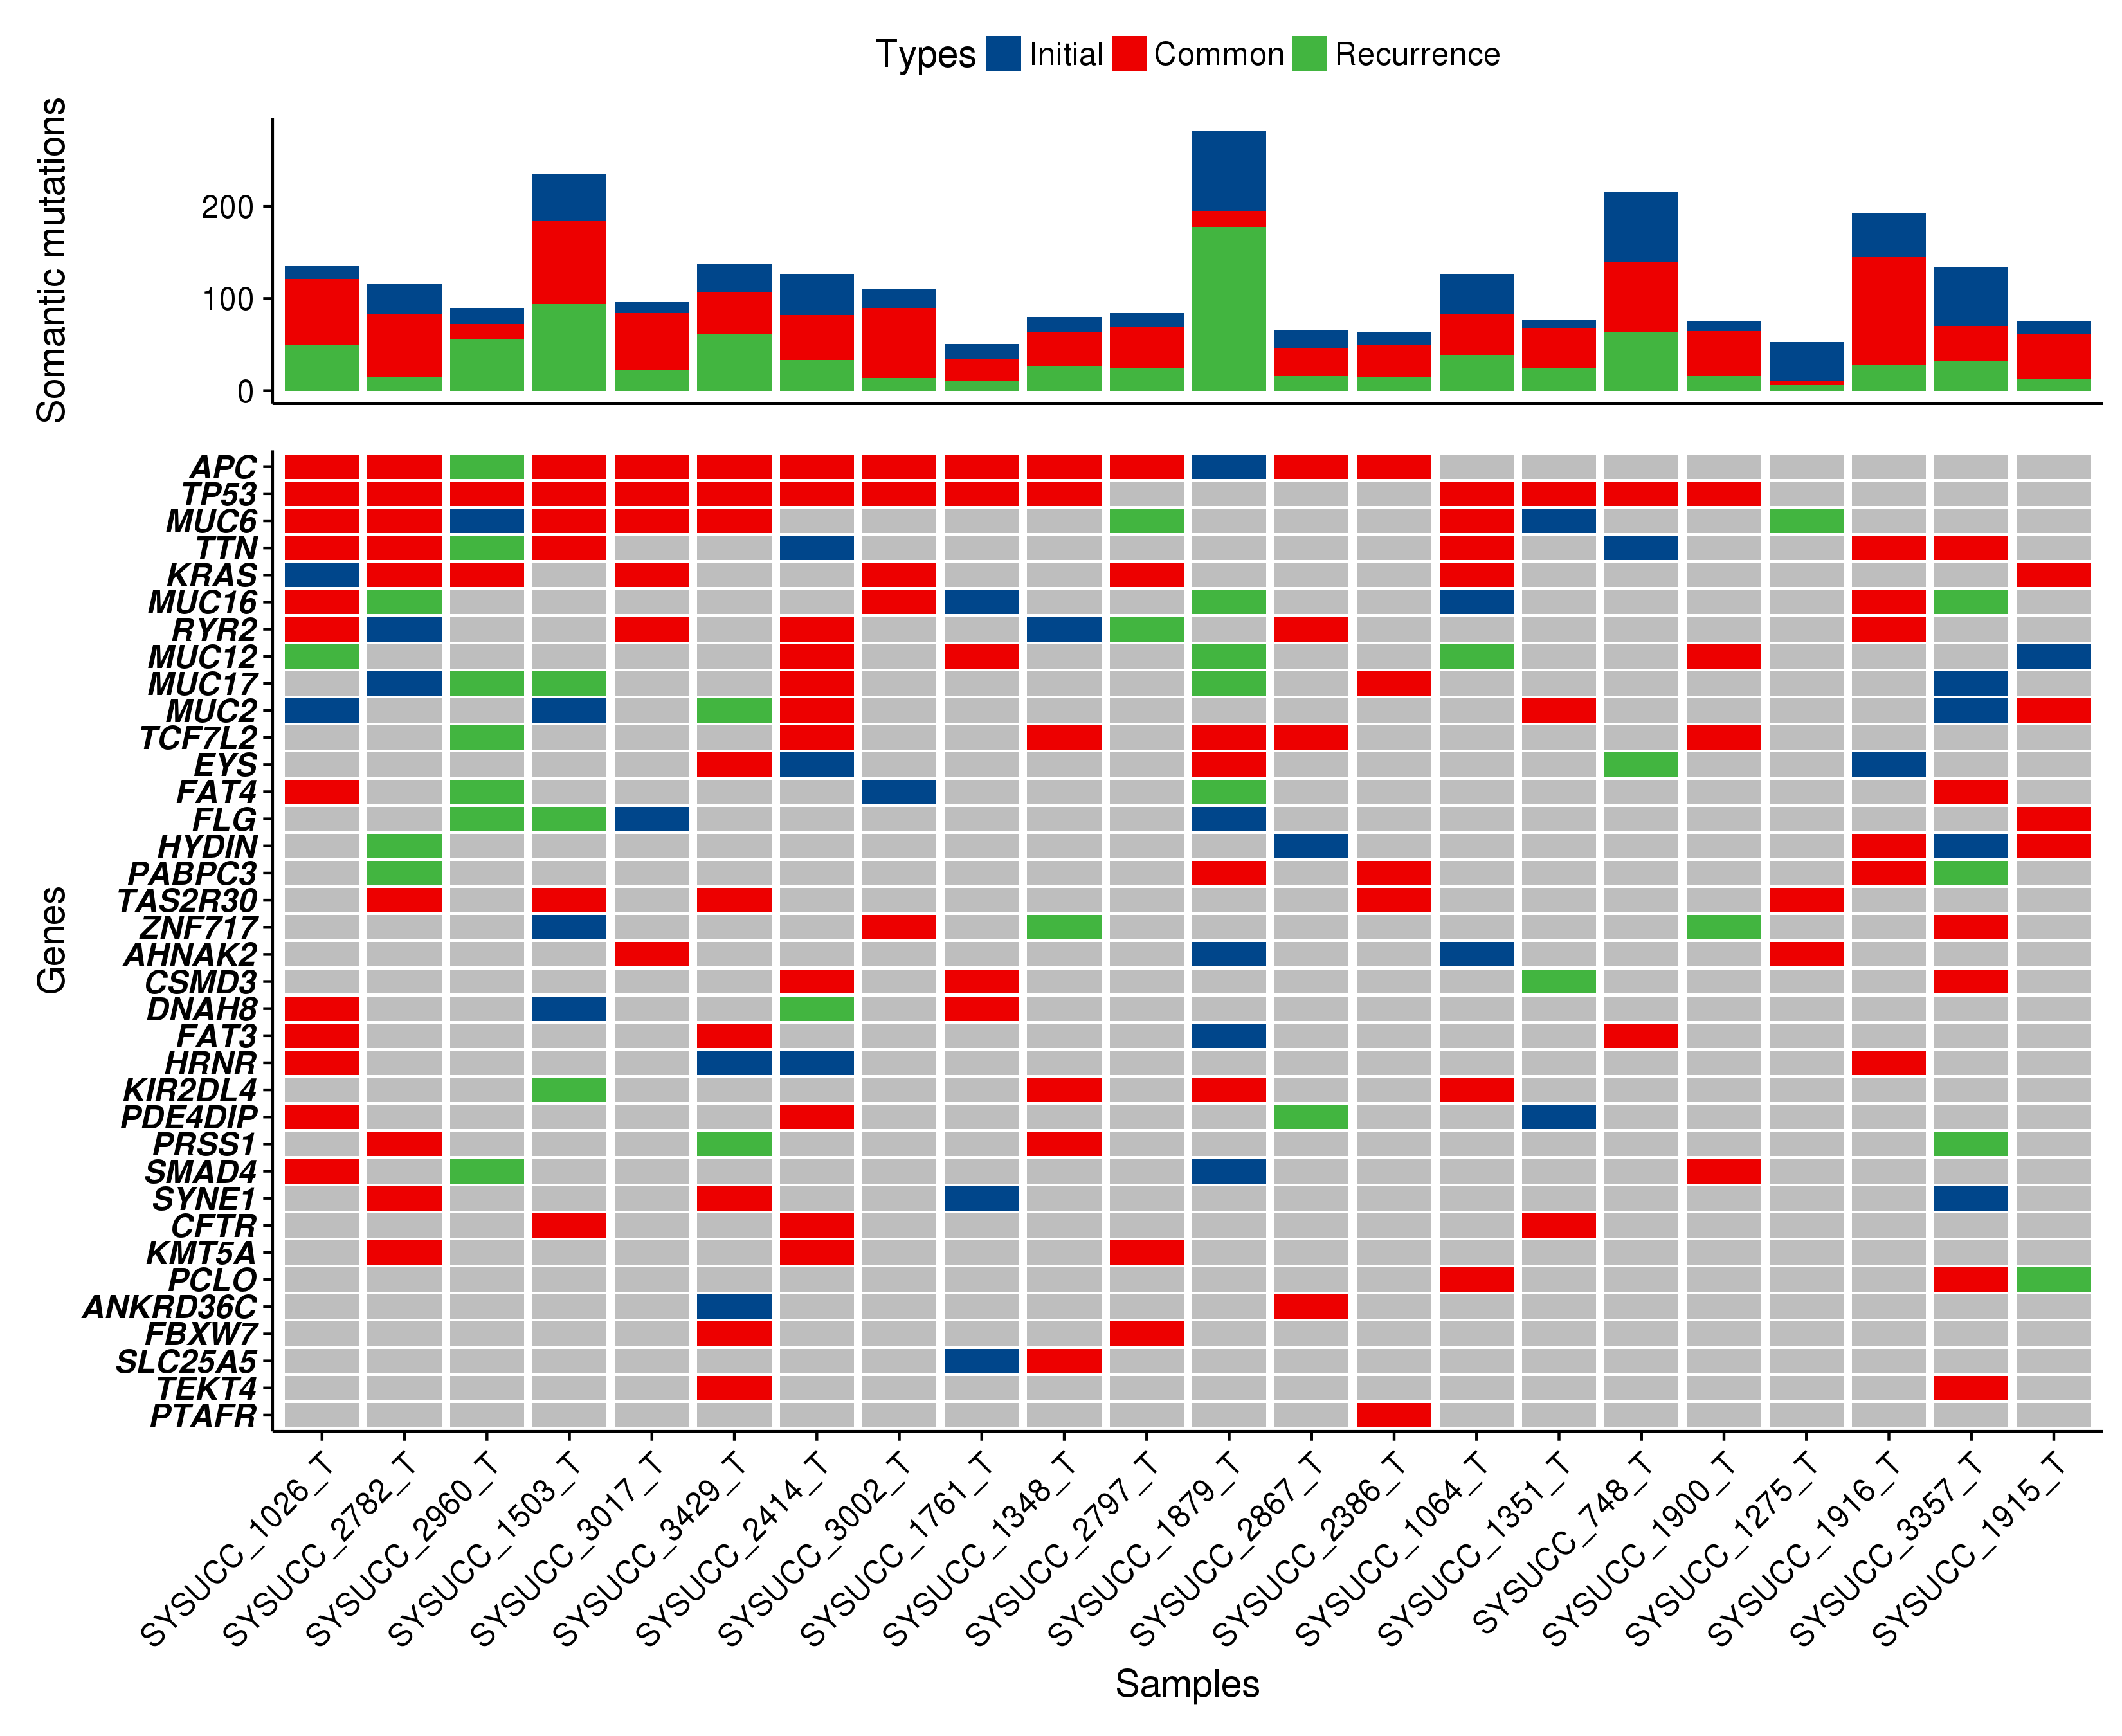 Types Initial Common Recurrence
Somantic mutations
200
100
0
Genes
APC
TP53
MUC6
TTN
KRAS
MUC16
RYR2
MUC12
MUC17
MUC2
TCF7L2
EYS
FAT4
FLG
HYDIN
PABPC3
TAS2R30
ZNF717
AHNAK2
CSMD3
DNAH8
FAT3
HRNR
KIR2DL4
PDE4DIP
PRSS1
SMAD4
SYNE1
CFTR
KMT5A
PCLO
ANKRD36C
FBXW7
SLC25A5
TEKT4
PTAFR
SYSUCC_1026_T
SYSUCC_2782_T
SYSUCC_2960_T
SYSUCC_1503_T
SYSUCC_3017_T
SYSUCC_3429_T
SYSUCC_2414_T
SYSUCC_3002_T
SYSUCC_1761_T
SYSUCC_1348_T
SYSUCC_2797_T
SYSUCC_1879_T
SYSUCC_2867_T
SYSUCC_2386_T
SYSUCC_1064_T
SYSUCC_1351_T
SYSUCC_748_T
SYSUCC_1900_T
SYSUCC_1275_T
SYSUCC_1916_T
SYSUCC_3357_T
SYSUCC_1915_T
Samples